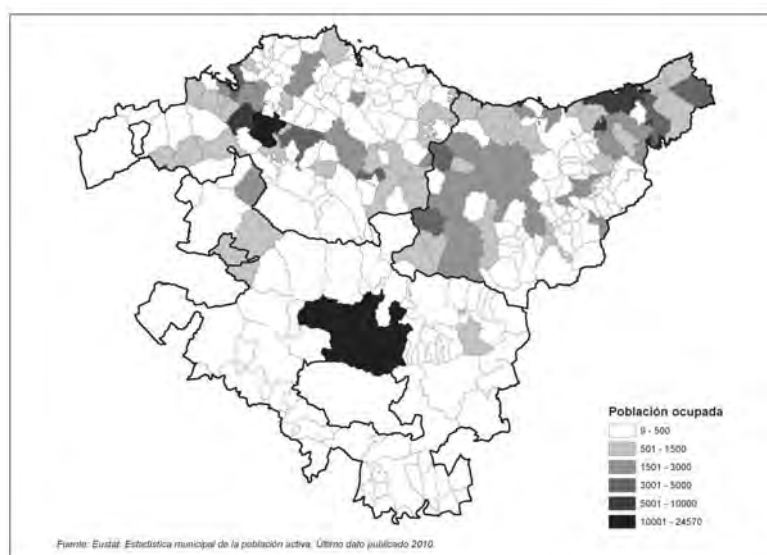 Población ocupada
9 - 500
501 - 1500
1501 - 3000
3001 - 5000
5001 - 10000
10001 - 24570
Fuente: Eustat. Estadística municipal de la población activa. Último dato publicado 2010.